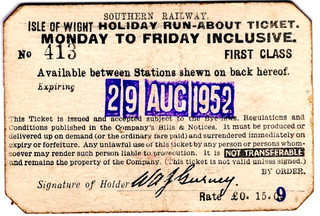 SOUTHERN RAILWAY.
ISLE OF WIGHT HOLIDAY RUN-ABOUT TICKET.
MONDAY TO FRIDAY INCLUSIVE.
No 413 FIRST CLASS
Available between Stations shewn on back hereof.
Expiring
29 AUG 1952
This Ticket is issued and accepted subject to the Bye-laws, Regulations and
Conditions published in the Company's Bills & Notices. It must be produced or
delivered up on demand (or the ordinary fare paid) and surrendered immediately on
expiry or forfeiture. Any unlawful use of this ticket by any person or persons whom-
soever may render such person liable to prosecution. It is NOT TRANSFERABLE
and remains the property of the Company. (This ticket is not valid unless signed.)
BY ORDER.
Signature of Holder
Rate £0. 15. 9